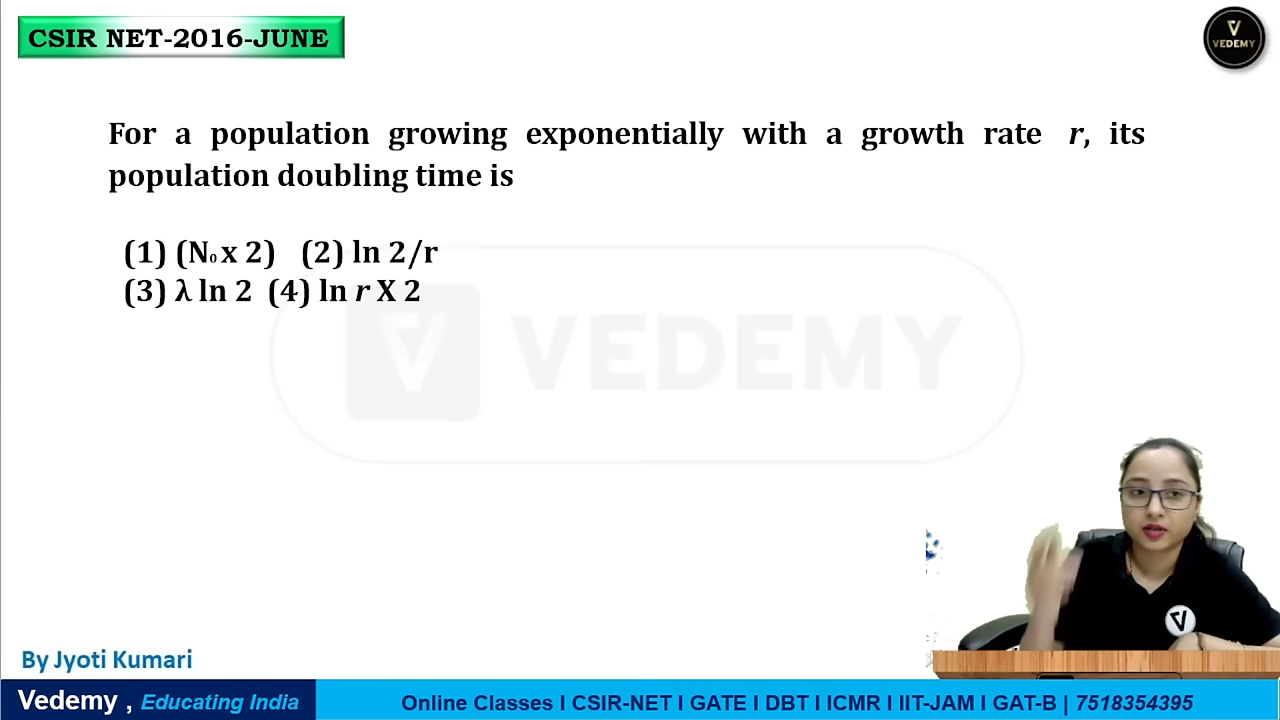 CSIR NET-2016-JUNE
VEDEMY
For a population growing exponentially with a growth rate r, its
population doubling time is
(1) (N₀ x 2) (2) ln 2/r
(3) λ ln 2 (4) ln r X 2
VEDEMY
By Jyoti Kumari
Vedemy , Educating India
Online Classes I CSIR-NET I GATE I DBT I ICMR I IIT-JAM I GAT-B | 7518354395